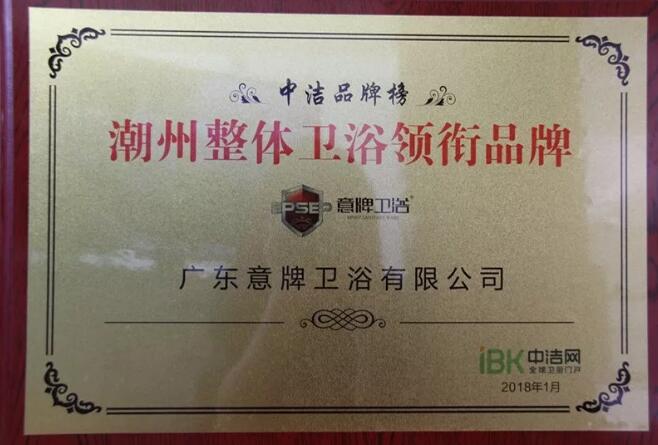 中洁品牌榜
潮州整体卫浴领衔品牌
PSE 意牌卫浴®
广东意牌卫浴有限公司
iBK 中洁网
全球卫浴门户
2018年1月